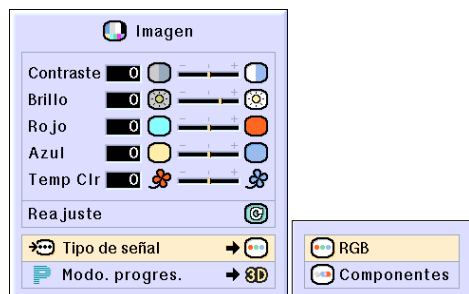 Imagen
Contraste 0
Brillo 0
Rojo 0
Azul 0
Temp Clr 0
Reajuste
Tipo de señal
P Modo. progres. 3D
RGB
Componentes